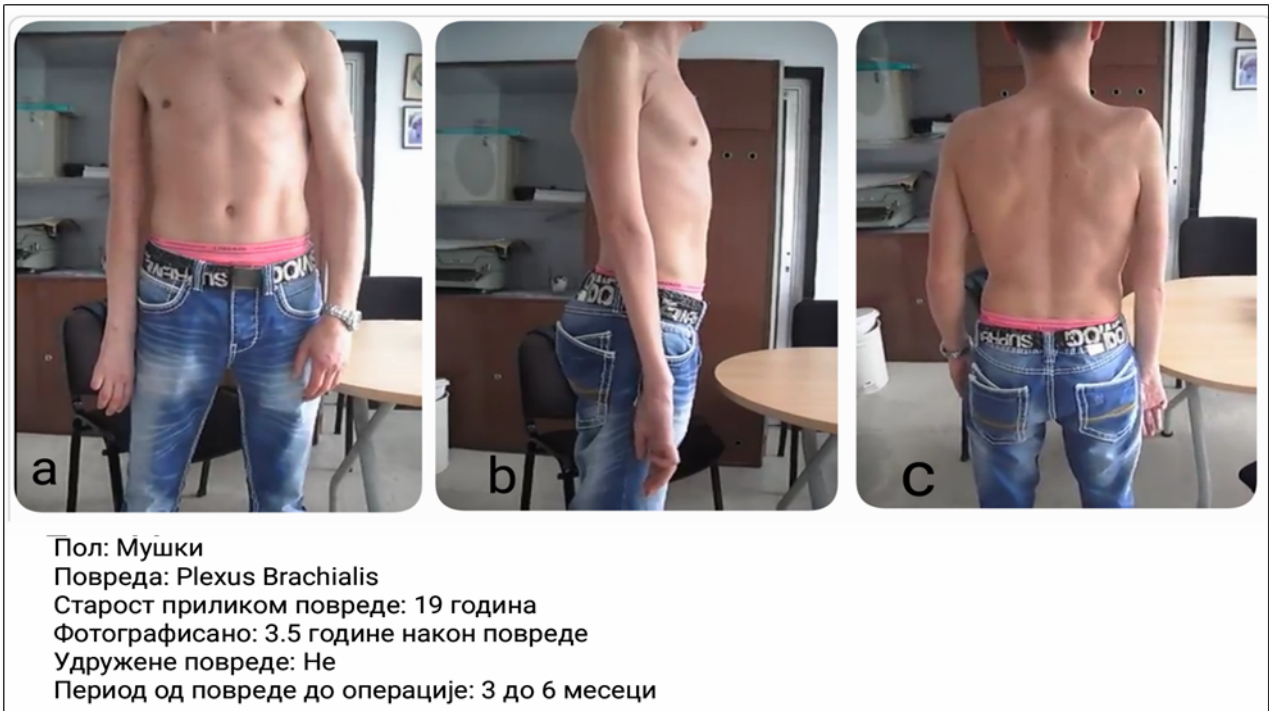 a
b
c
Пол: Мушки
Повреда: Plexus Brachialis
Старост приликом повреде: 19 година
Фотографисано: 3.5 године након повреде
Удружене повреде: Не
Период од повреде до операције: 3 до 6 месеци